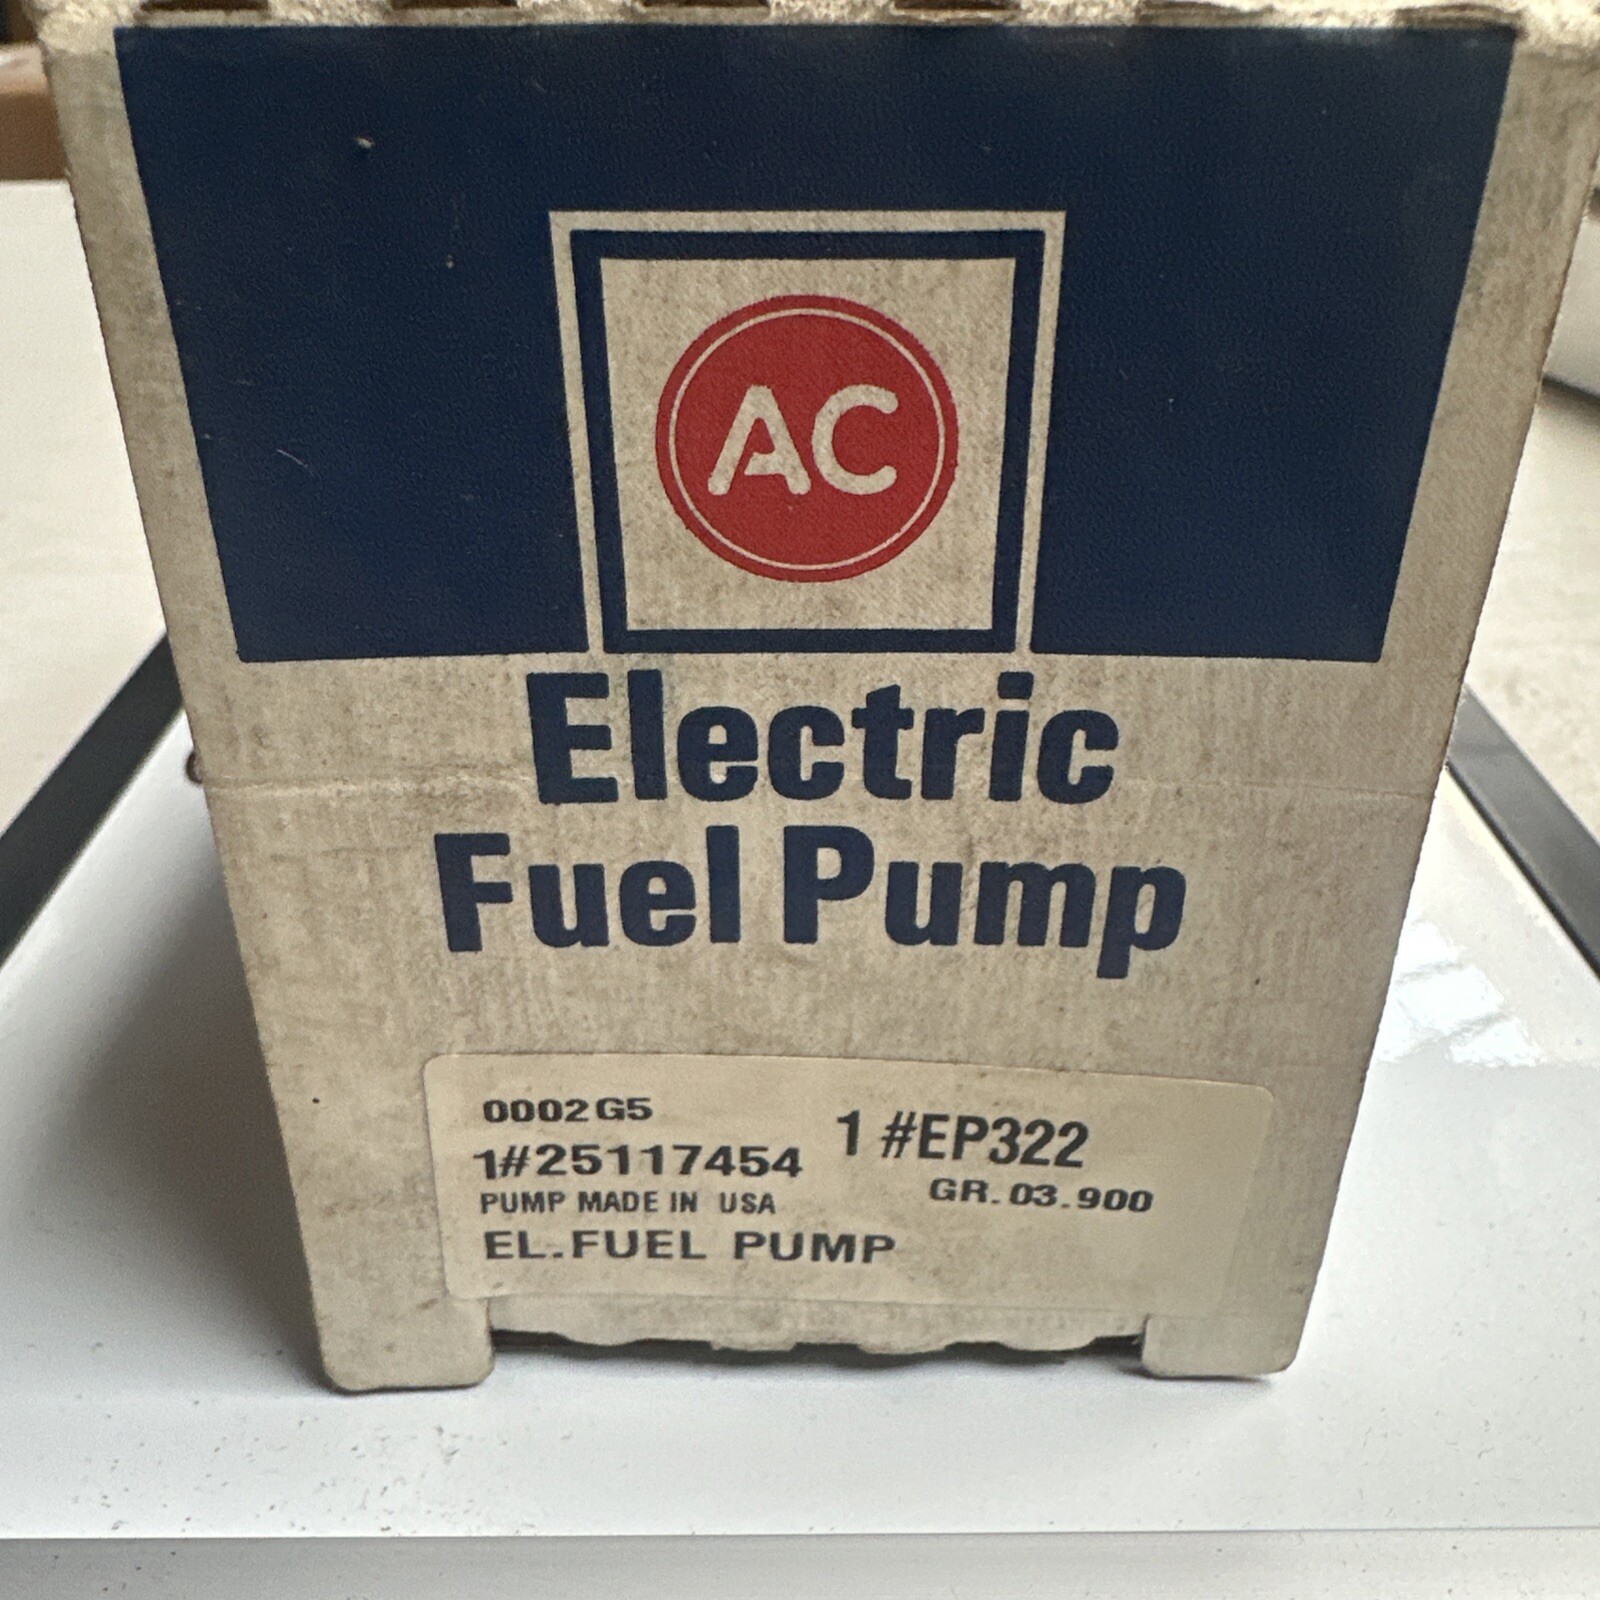 AC
Electric
Fuel Pump
0002G5
1#25117454
1 #EP322
PUMP MADE IN USA
GR.03.900
EL.FUEL PUMP